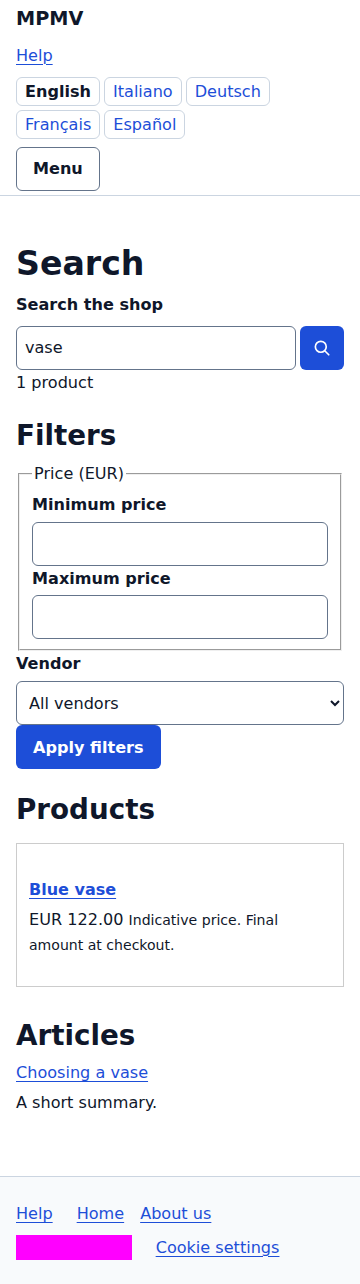 MPMV
Help
English Italiano Deutsch
Français Español
Menu
Search
Search the shop
vase
1 product
Filters
Price (EUR)
Minimum price
Maximum price
Vendor
All vendors
Apply filters
Products
Blue vase
EUR 122.00 Indicative price. Final
amount at checkout.
Articles
Choosing a vase
A short summary.
Help Home About us
Cookie settings